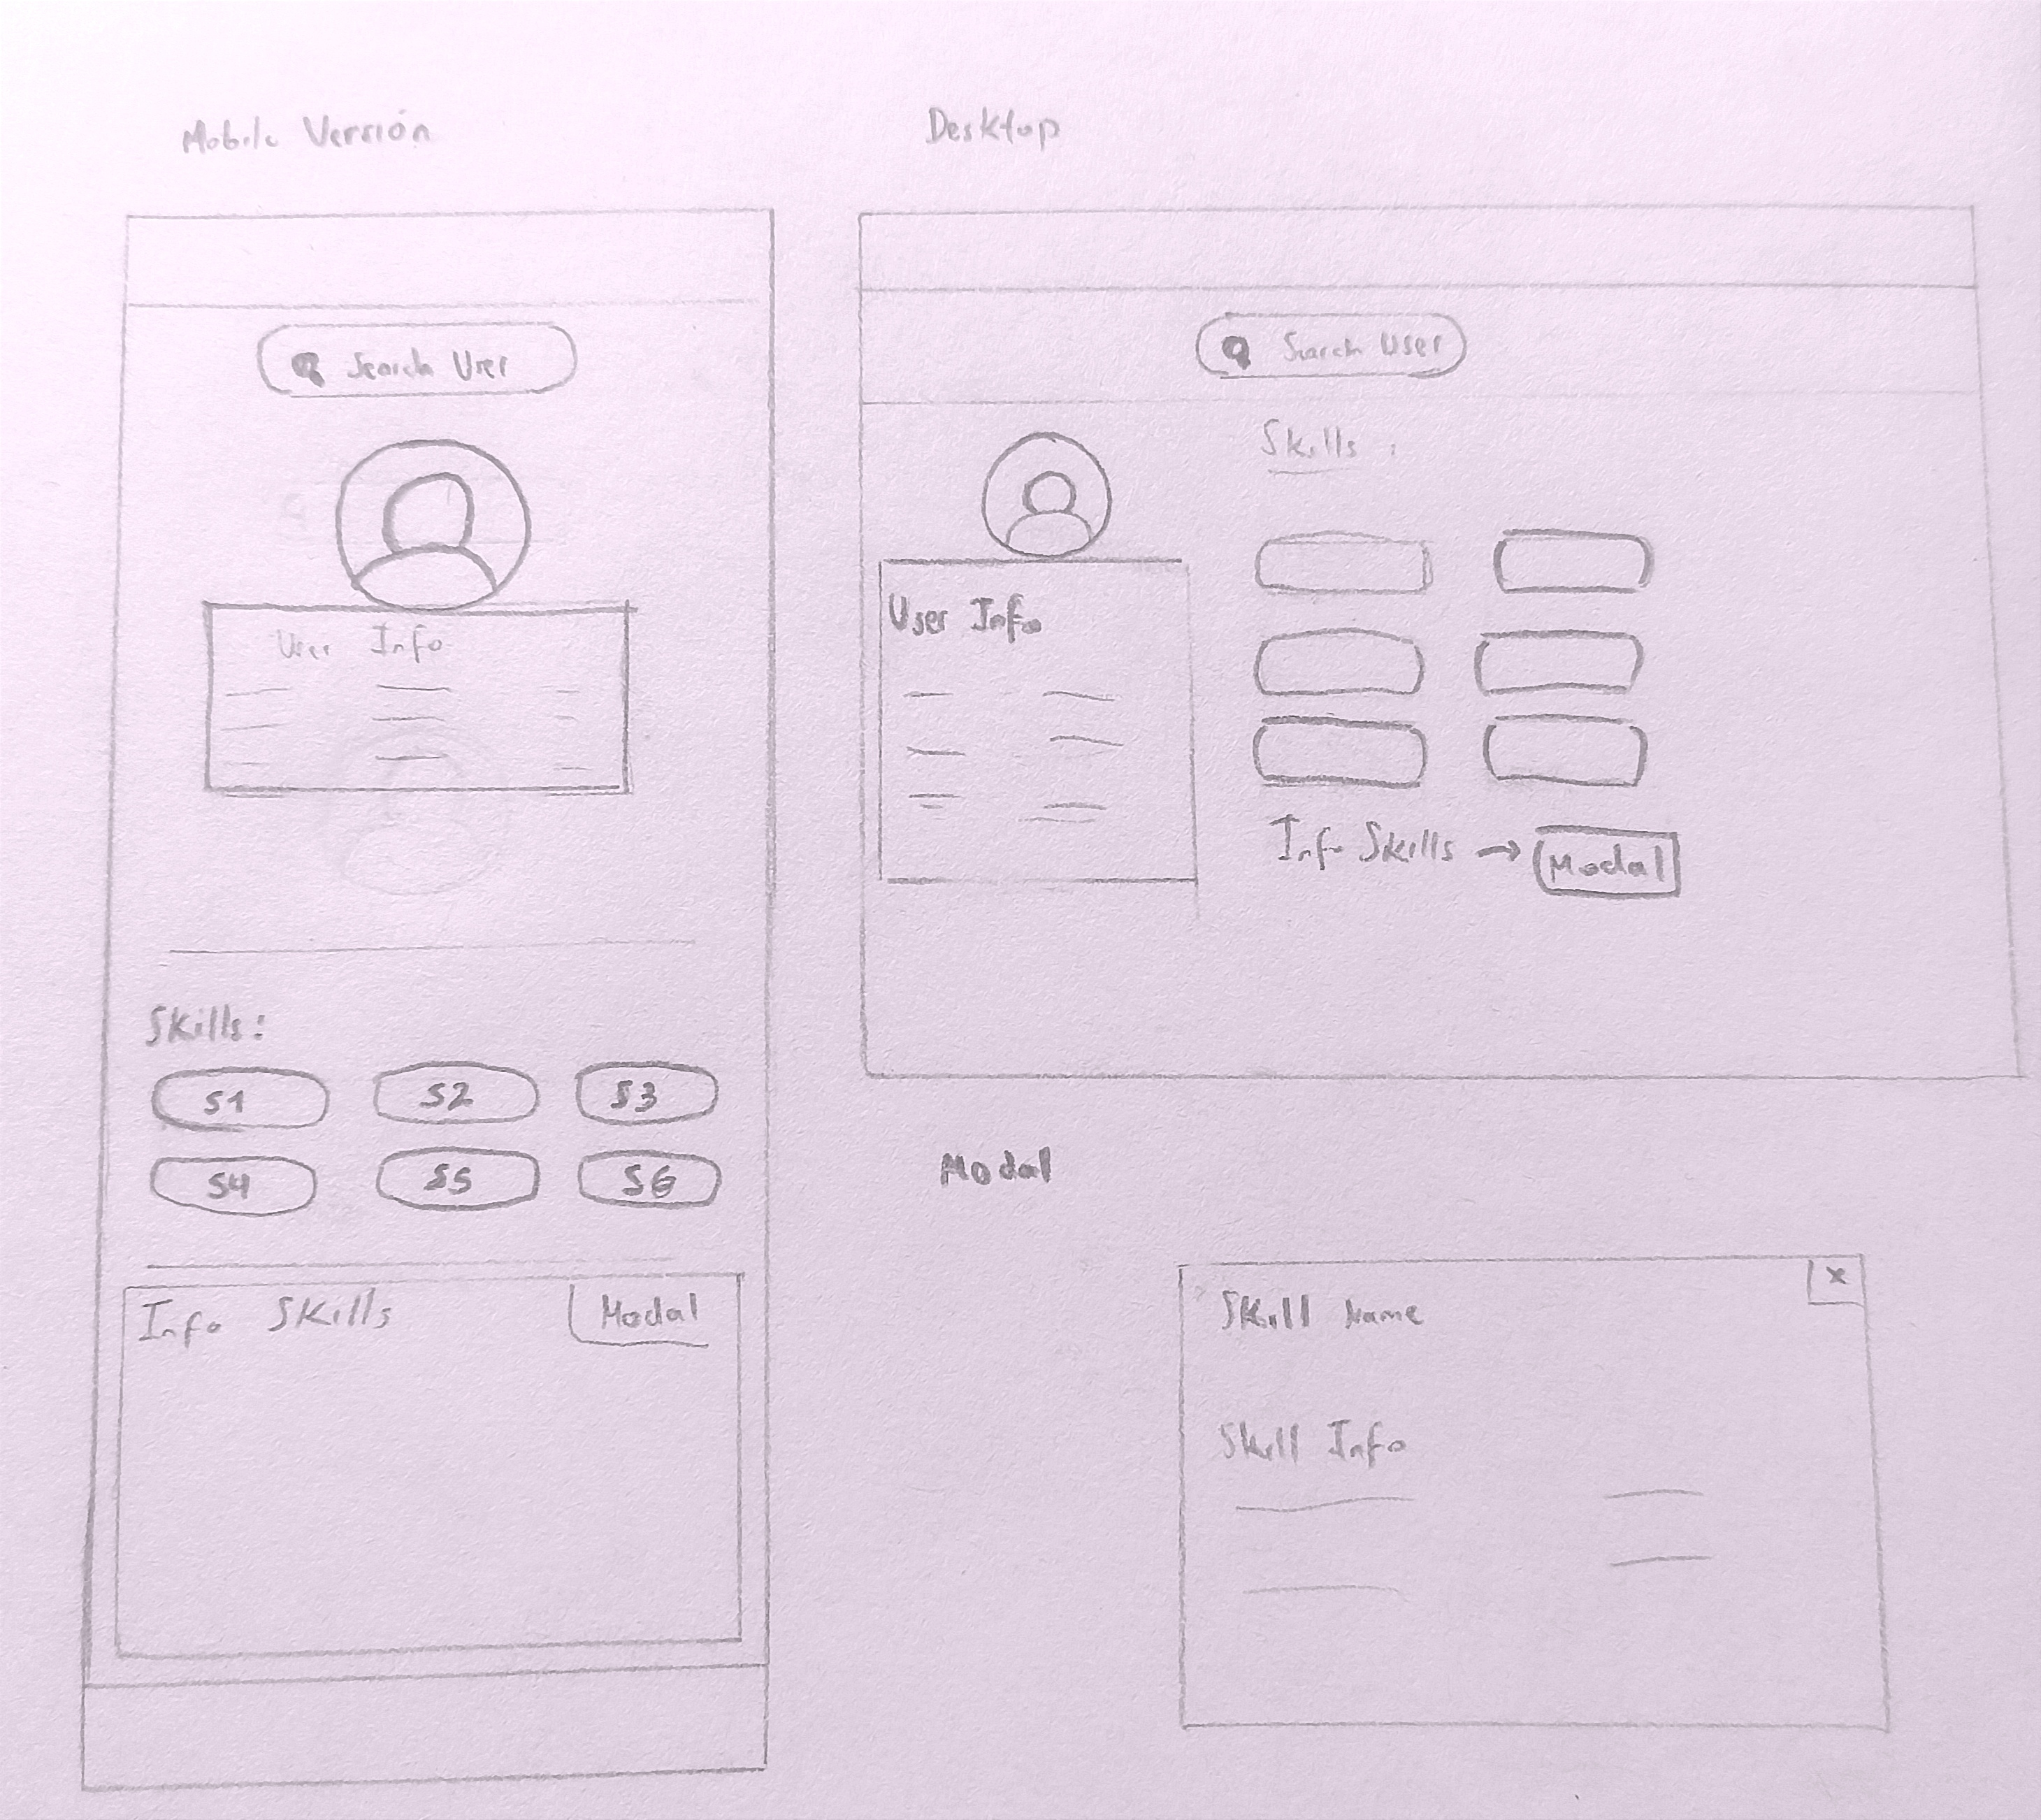 Mobile Versión
Search User
User Info
Skills:
S1 S2 S3
S4 S5 S6
Info Skills Modal
Desktop
Search User
Skills :
User Info
Info Skills → Modal
Modal
x
Skill Name
Skill Info